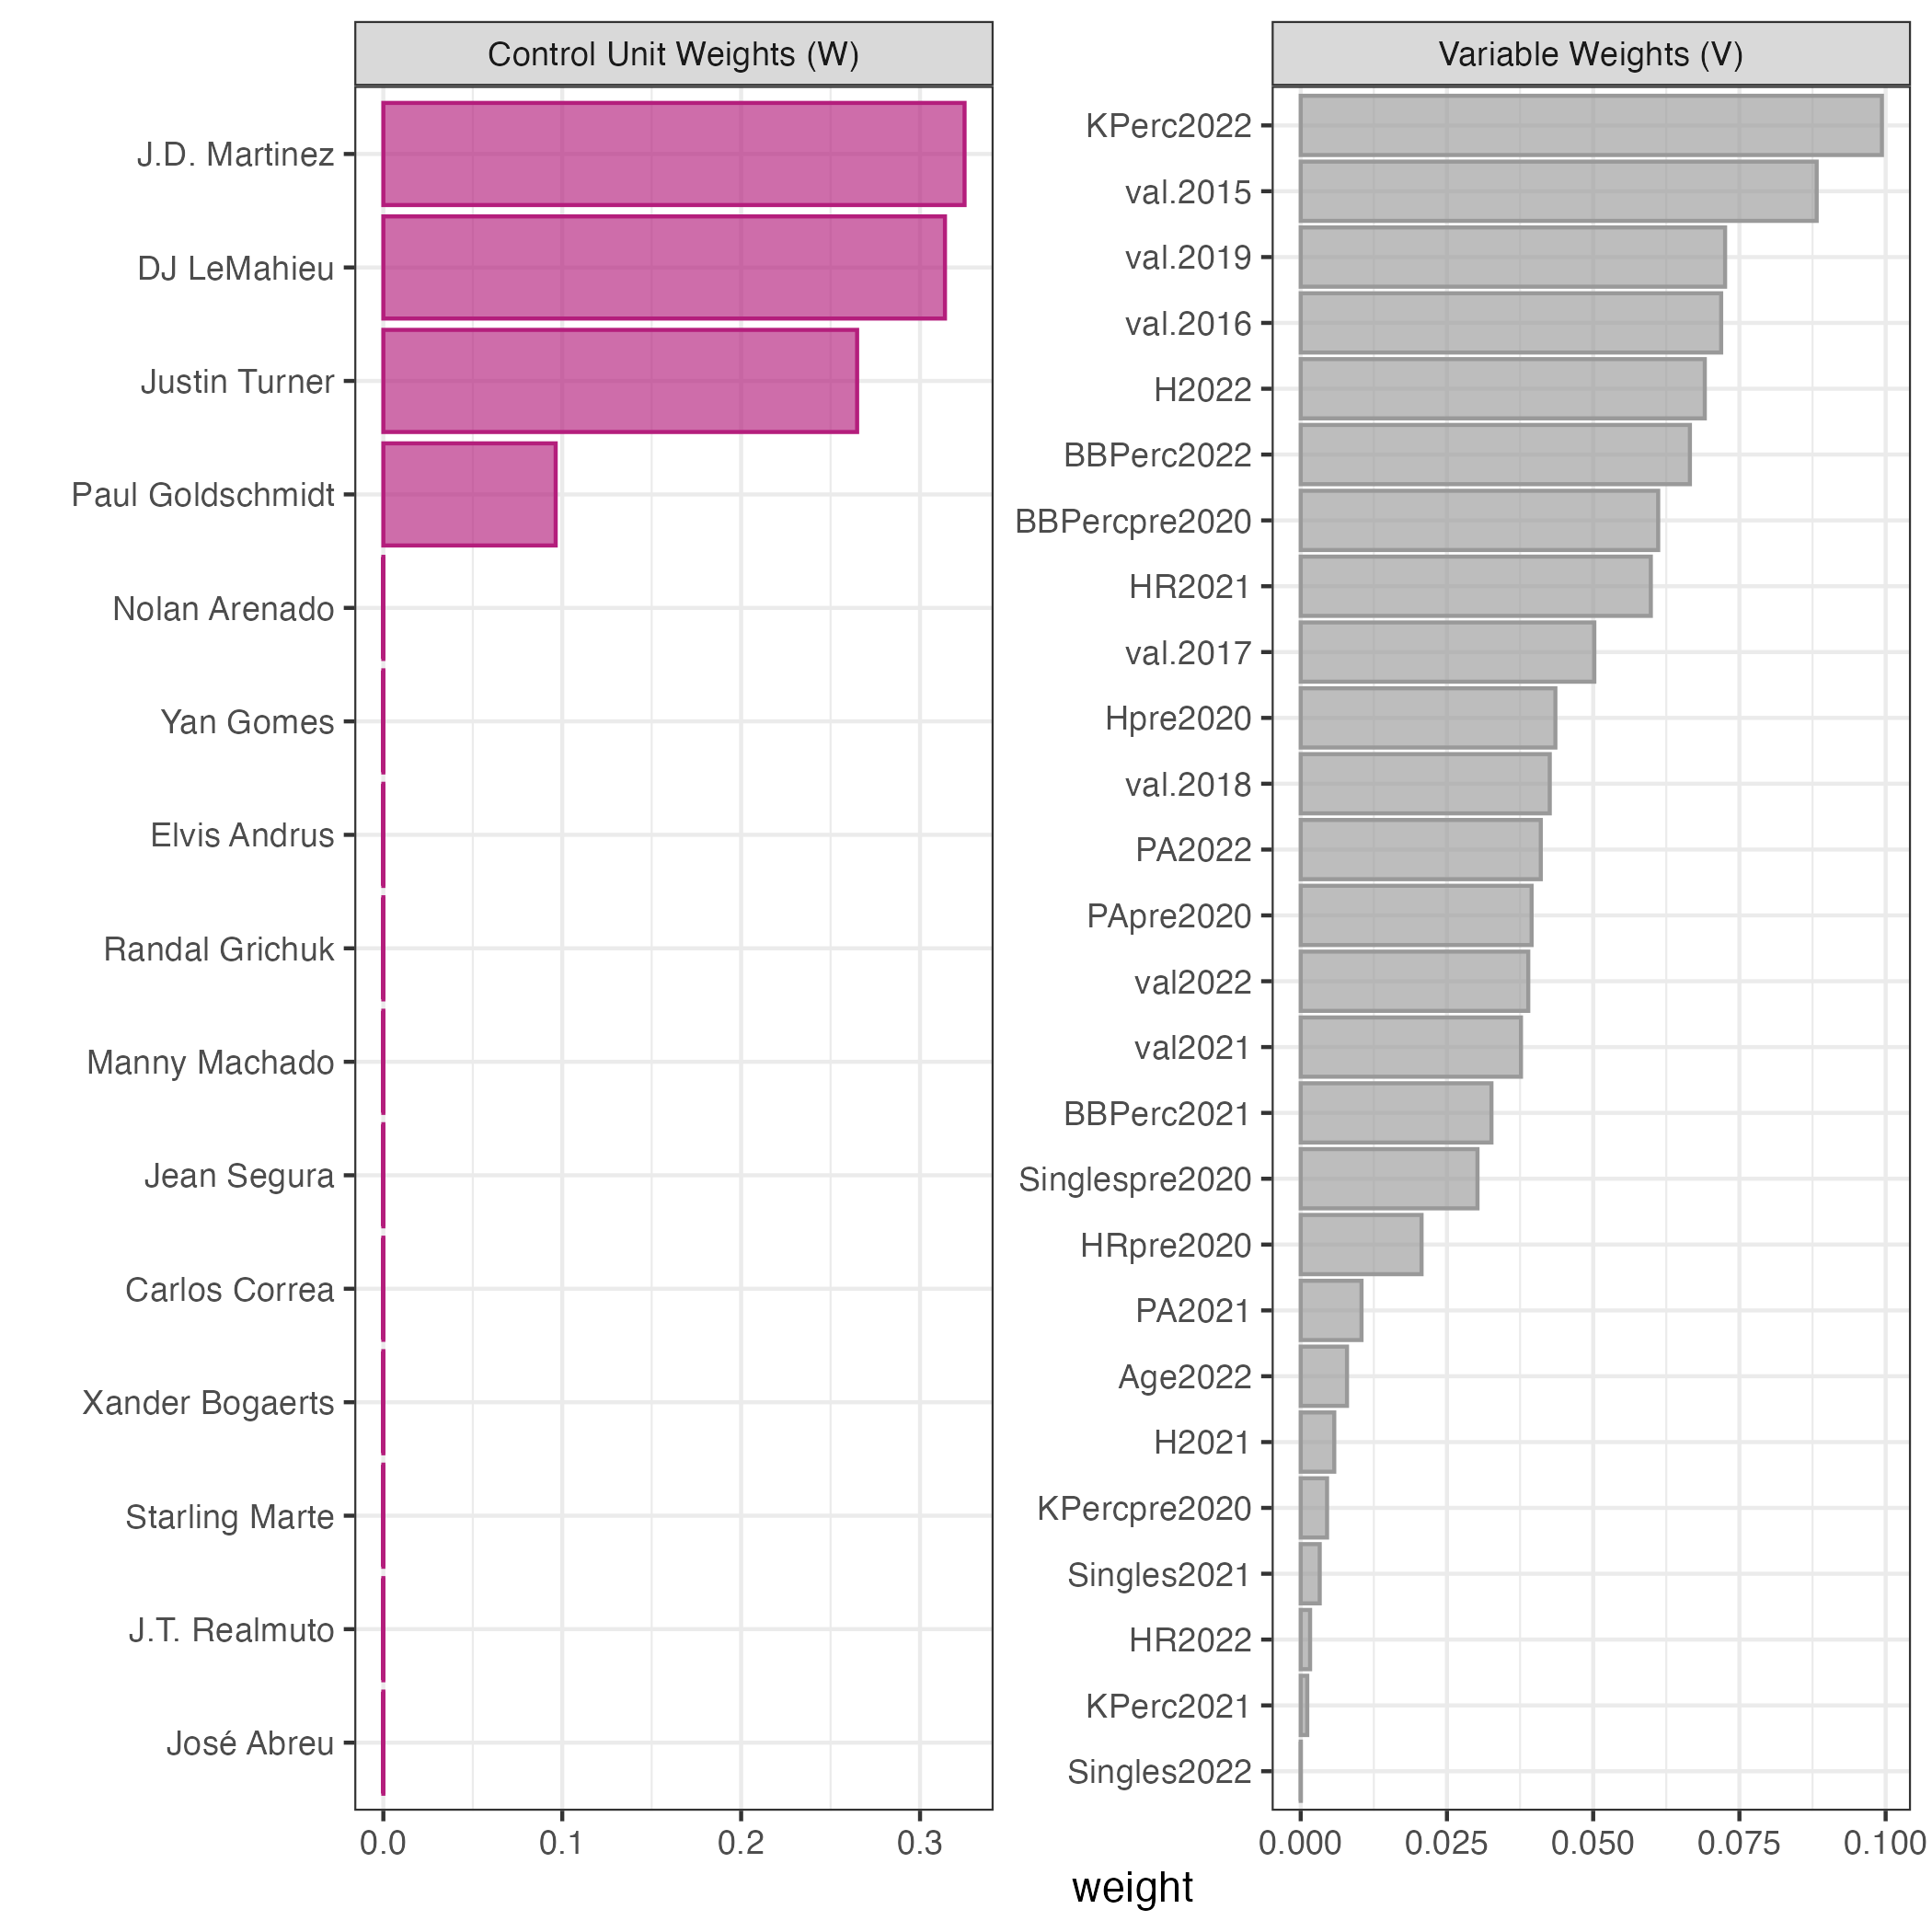 Control Unit Weights (W)
J.D. Martinez
DJ LeMahieu
Justin Turner
Paul Goldschmidt
Nolan Arenado
Yan Gomes
Elvis Andrus
Randal Grichuk
Manny Machado
Jean Segura
Carlos Correa
Xander Bogaerts
Starling Marte
J.T. Realmuto
José Abreu
0.0 0.1 0.2 0.3
Variable Weights (V)
KPerc2022
val.2015
val.2019
val.2016
H2022
BBPerc2022
BBPercpre2020
HR2021
val.2017
Hpre2020
val.2018
PA2022
PApre2020
val2022
val2021
BBPerc2021
Singlespre2020
HRpre2020
PA2021
Age2022
H2021
KPercpre2020
Singles2021
HR2022
KPerc2021
Singles2022
0.000 0.025 0.050 0.075 0.100
weight